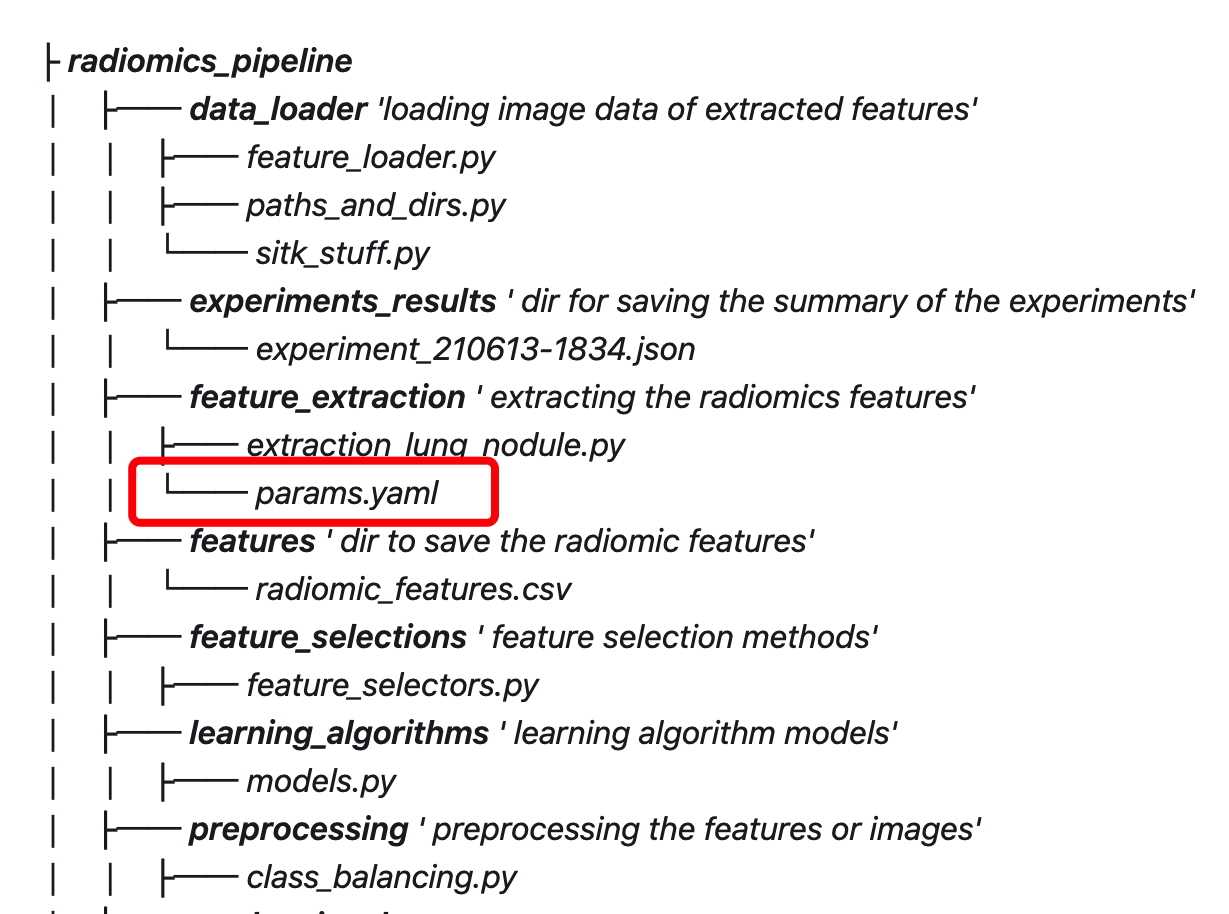 ├ radiomics_pipeline
│ ├──── data_loader 'loading image data of extracted features'
│ │ ├──── feature_loader.py
│ │ ├──── paths_and_dirs.py
│ │ └──── sitk_stuff.py
│ ├──── experiments_results ' dir for saving the summary of the experiments'
│ │ └──── experiment_210613-1834.json
│ ├──── feature_extraction ' extracting the radiomics features'
│ │ ├──── extraction_lung_nodule.py
│ │ └──── params.yaml
│ ├──── features ' dir to save the radiomic features'
│ │ └──── radiomic_features.csv
│ ├──── feature_selections ' feature selection methods'
│ │ ├──── feature_selectors.py
│ ├──── learning_algorithms ' learning algorithm models'
│ │ ├──── models.py
│ ├──── preprocessing ' preprocessing the features or images'
│ │ ├──── class_balancing.py